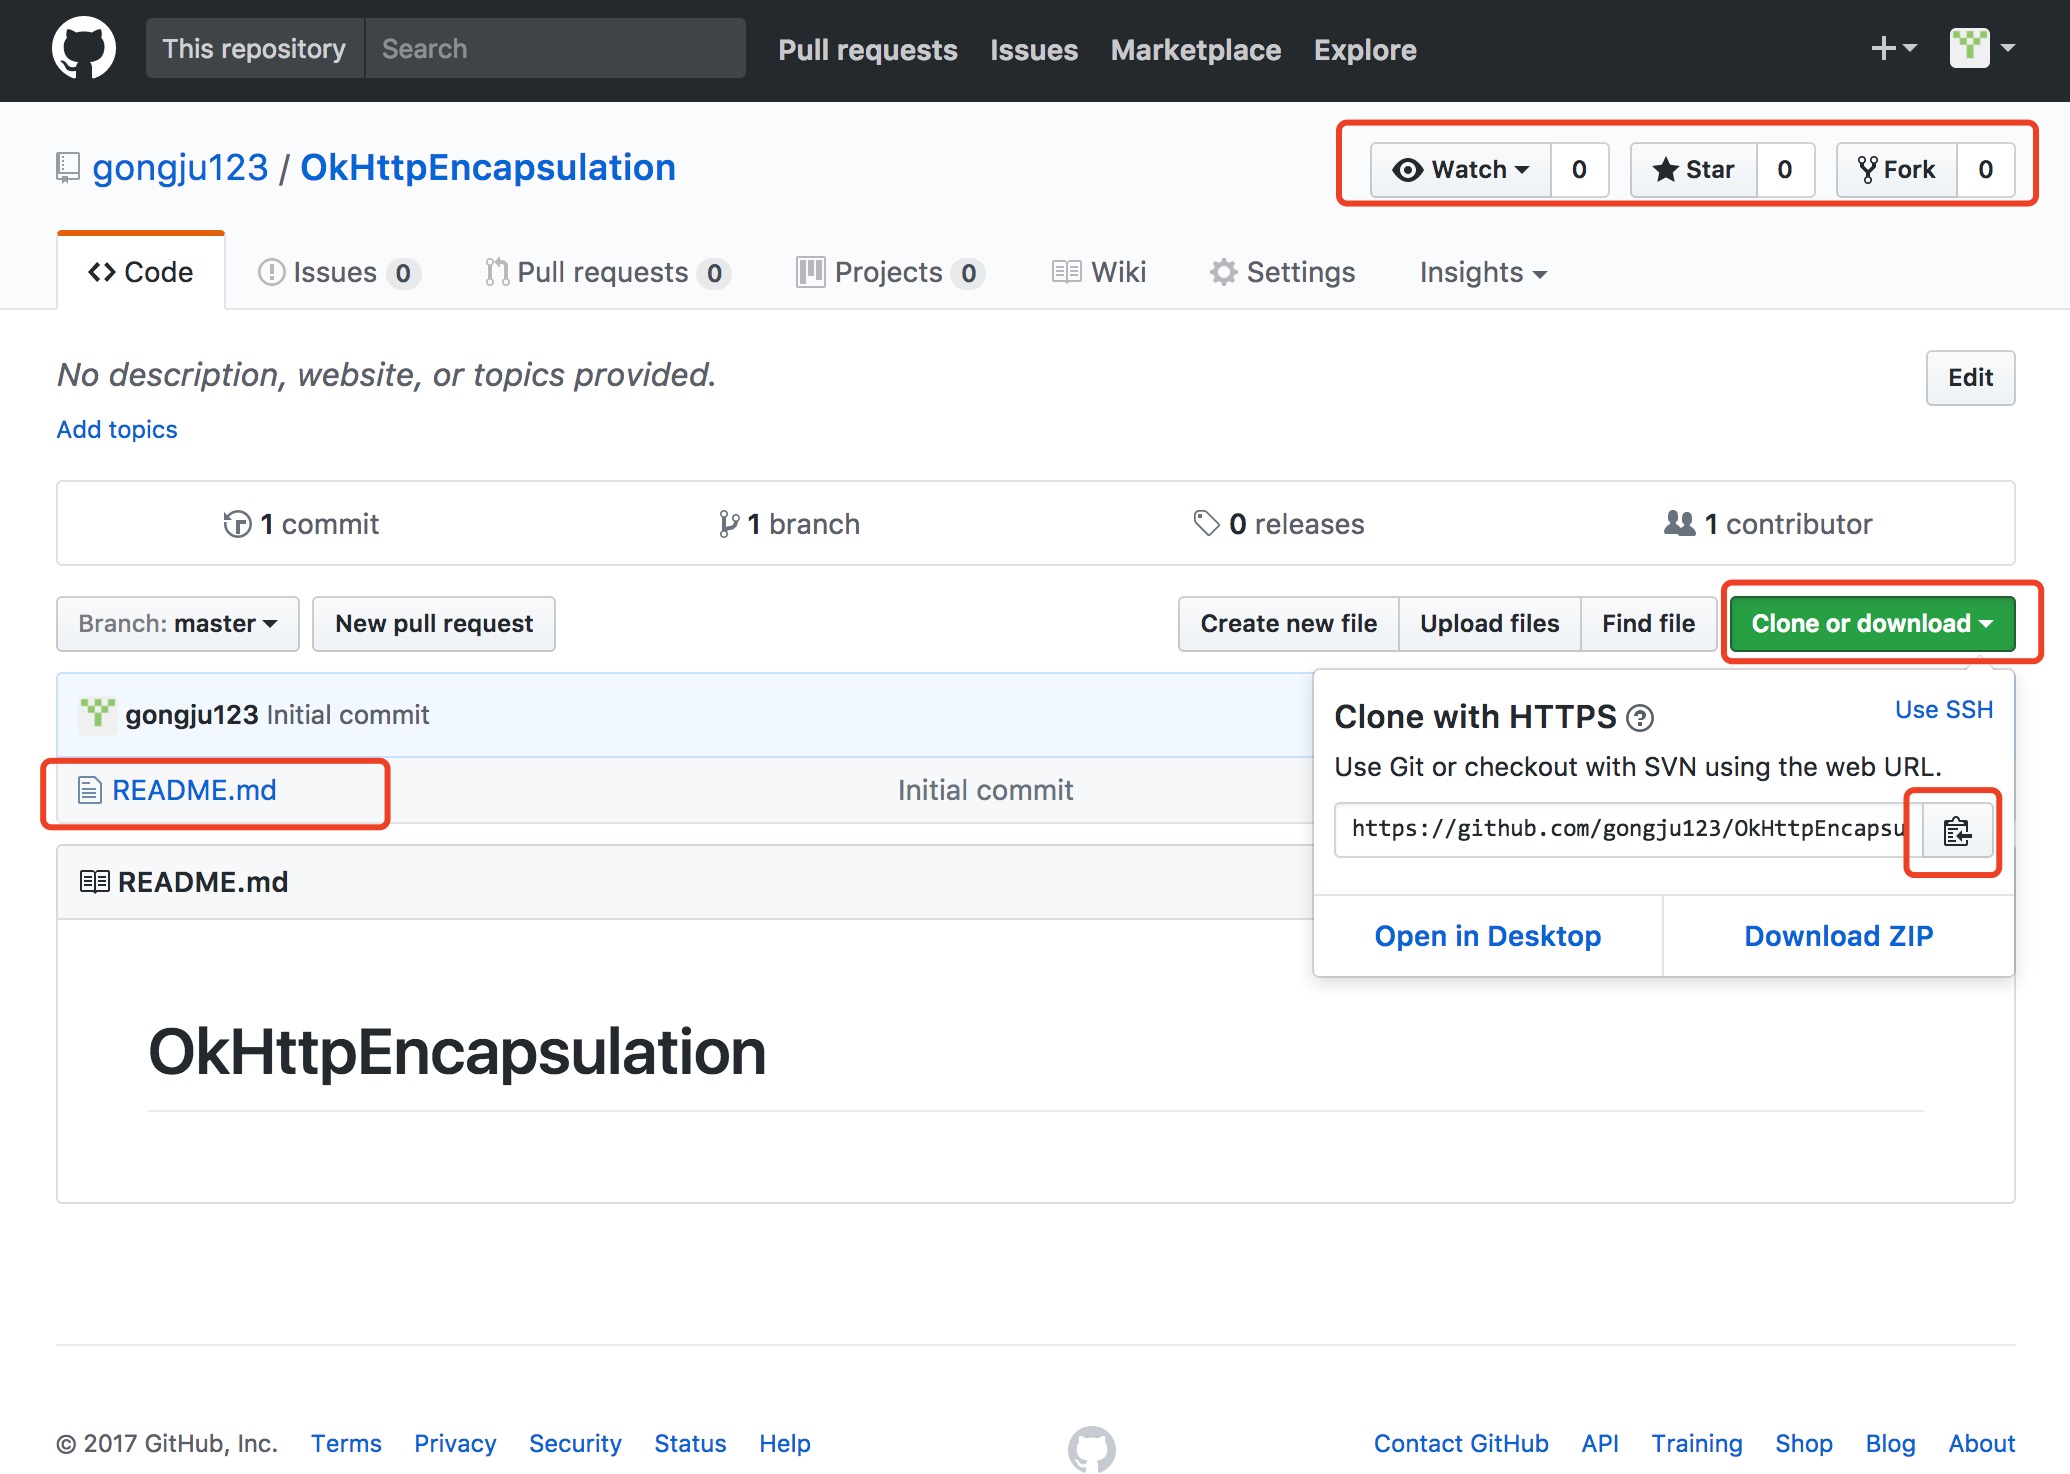 This repository Search Pull requests Issues Marketplace Explore
gongju123 / OkHttpEncapsulation Watch 0 Star 0 Fork 0
Code Issues 0 Pull requests 0 Projects 0 Wiki Settings Insights
No description, website, or topics provided. Edit
Add topics
1 commit 1 branch 0 releases 1 contributor
Branch: master New pull request Create new file Upload files Find file Clone or download
gongju123 Initial commit
README.md Initial commit
Clone with HTTPS Use SSH
Use Git or checkout with SVN using the web URL.
https://github.com/gongju123/OkHttpEncapsu
Open in Desktop Download ZIP
README.md
OkHttpEncapsulation
© 2017 GitHub, Inc. Terms Privacy Security Status Help Contact GitHub API Training Shop Blog About